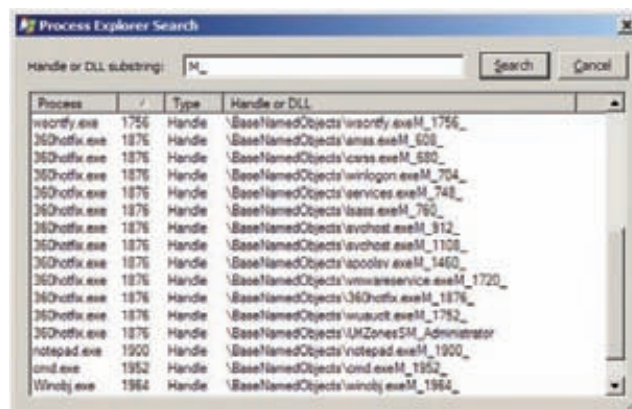 Process Explorer Search
Handle or DLL substring: M_ Search Cancel
Process / Type Handle or DLL
wscntfy.exe 1756 Handle \BaseNamedObjects\wscntfy.exeM_1756_
360hotfix.exe 1876 Handle \BaseNamedObjects\smss.exeM_608_
360hotfix.exe 1876 Handle \BaseNamedObjects\csrss.exeM_680_
360hotfix.exe 1876 Handle \BaseNamedObjects\winlogon.exeM_704_
360hotfix.exe 1876 Handle \BaseNamedObjects\services.exeM_748_
360hotfix.exe 1876 Handle \BaseNamedObjects\lsass.exeM_760_
360hotfix.exe 1876 Handle \BaseNamedObjects\svchost.exeM_912_
360hotfix.exe 1876 Handle \BaseNamedObjects\svchost.exeM_1108_
360hotfix.exe 1876 Handle \BaseNamedObjects\spoolsv.exeM_1460_
360hotfix.exe 1876 Handle \BaseNamedObjects\vmwareservice.exeM_1720_
360hotfix.exe 1876 Handle \BaseNamedObjects\360hotfix.exeM_1876_
360hotfix.exe 1876 Handle \BaseNamedObjects\wuauclt.exeM_1752_
360hotfix.exe 1876 Handle \BaseNamedObjects\UrlZonesSM_Administrator
notepad.exe 1900 Handle \BaseNamedObjects\notepad.exeM_1900_
cmd.exe 1952 Handle \BaseNamedObjects\cmd.exeM_1952_
Winobj.exe 1964 Handle \BaseNamedObjects\winobj.exeM_1964_